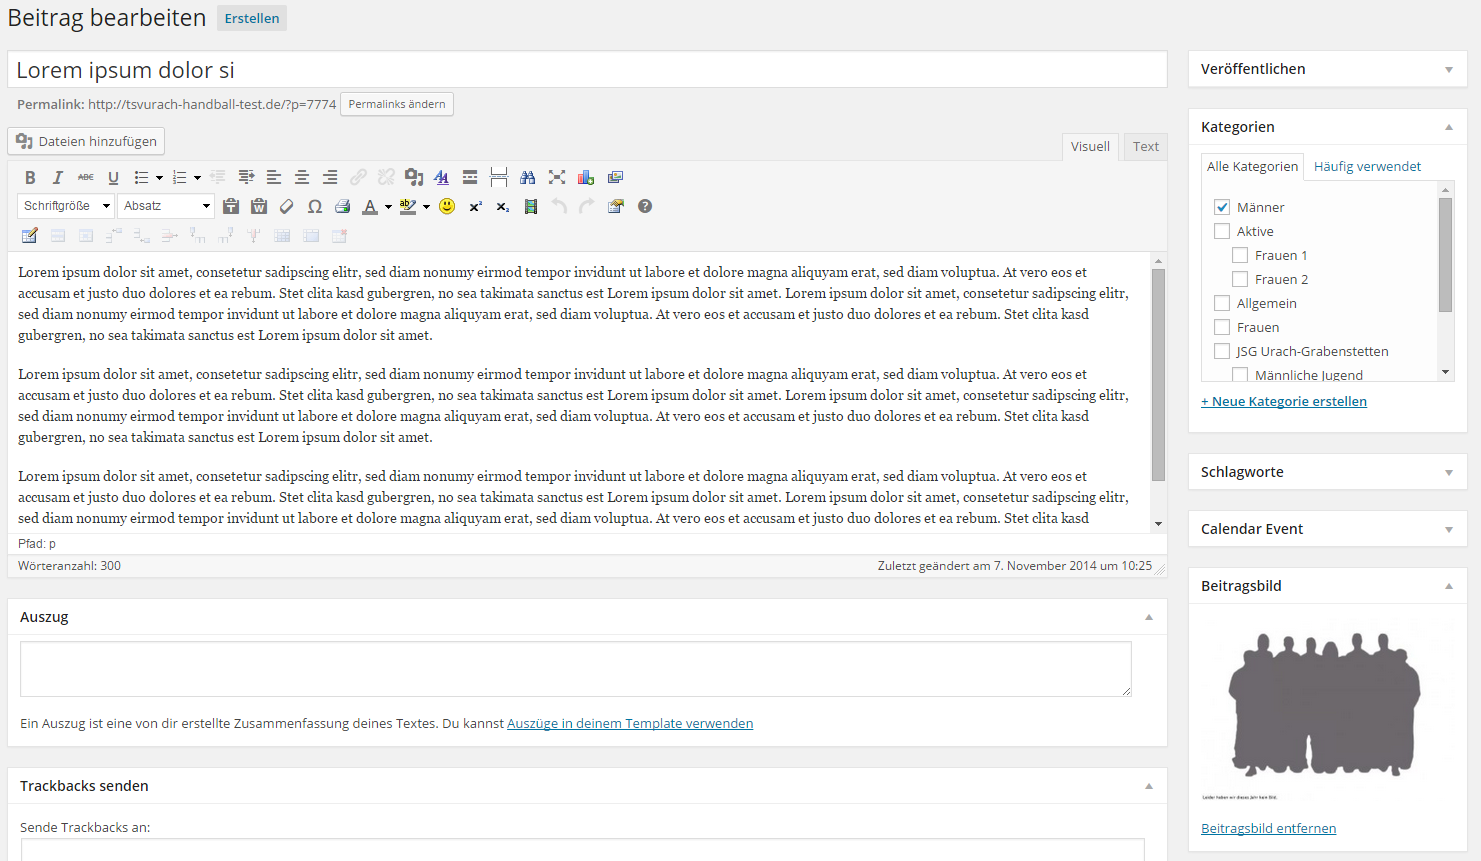 Beitrag bearbeiten Erstellen
Lorem ipsum dolor si
Permalink: http://tsvurach-handball-test.de/?p=7774 Permalinks ändern
Dateien hinzufügen
Visuell Text
B I ABC U
Schriftgröße Absatz
Lorem ipsum dolor sit amet, consetetur sadipscing elitr, sed diam nonumy eirmod tempor invidunt ut labore et dolore magna aliquyam erat, sed diam voluptua. At vero eos et
accusam et justo duo dolores et ea rebum. Stet clita kasd gubergren, no sea takimata sanctus est Lorem ipsum dolor sit amet. Lorem ipsum dolor sit amet, consetetur sadipscing elitr,
sed diam nonumy eirmod tempor invidunt ut labore et dolore magna aliquyam erat, sed diam voluptua. At vero eos et accusam et justo duo dolores et ea rebum. Stet clita kasd
gubergren, no sea takimata sanctus est Lorem ipsum dolor sit amet.
Lorem ipsum dolor sit amet, consetetur sadipscing elitr, sed diam nonumy eirmod tempor invidunt ut labore et dolore magna aliquyam erat, sed diam voluptua. At vero eos et
accusam et justo duo dolores et ea rebum. Stet clita kasd gubergren, no sea takimata sanctus est Lorem ipsum dolor sit amet. Lorem ipsum dolor sit amet, consetetur sadipscing elitr,
sed diam nonumy eirmod tempor invidunt ut labore et dolore magna aliquyam erat, sed diam voluptua. At vero eos et accusam et justo duo dolores et ea rebum. Stet clita kasd
gubergren, no sea takimata sanctus est Lorem ipsum dolor sit amet.
Lorem ipsum dolor sit amet, consetetur sadipscing elitr, sed diam nonumy eirmod tempor invidunt ut labore et dolore magna aliquyam erat, sed diam voluptua. At vero eos et
accusam et justo duo dolores et ea rebum. Stet clita kasd gubergren, no sea takimata sanctus est Lorem ipsum dolor sit amet. Lorem ipsum dolor sit amet, consetetur sadipscing elitr,
sed diam nonumy eirmod tempor invidunt ut labore et dolore magna aliquyam erat, sed diam voluptua. At vero eos et accusam et justo duo dolores et ea rebum. Stet clita kasd
Pfad: p
Wörteranzahl: 300 Zuletzt geändert am 7. November 2014 um 10:25
Auszug
Ein Auszug ist eine von dir erstellte Zusammenfassung deines Textes. Du kannst Auszüge in deinem Template verwenden
Trackbacks senden
Sende Trackbacks an:
Veröffentlichen
Kategorien
Alle Kategorien Häufig verwendet
Männer
Aktive
Frauen 1
Frauen 2
Allgemein
Frauen
JSG Urach-Grabenstetten
Männliche Jugend
+ Neue Kategorie erstellen
Schlagworte
Calendar Event
Beitragsbild
Leider haben wir dieses Jahr kein Bild.
Beitragsbild entfernen